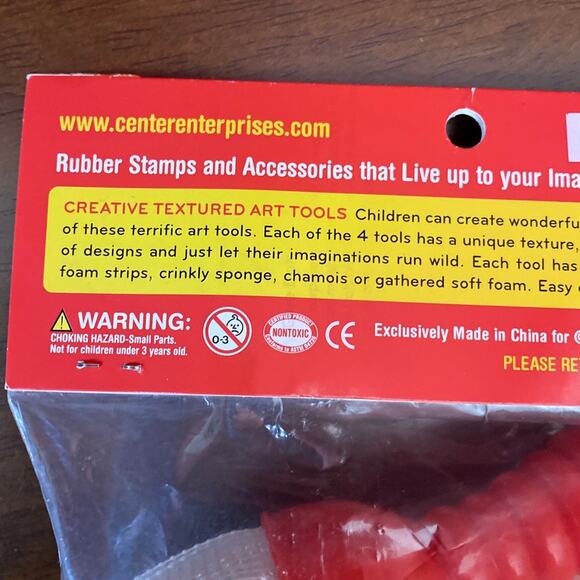 www.centerenterprises.com
Rubber Stamps and Accessories that Live up to your
CREATIVE TEXTURED ART TOOLS Children can create
of these terrific art tools. Each of the 4 tools has a unique texture,
of designs and just let their imaginations run wild. Each tool has
foam strips, crinkly sponge, chamois or gathered soft foam. Easy
WARNING:
CHOKING HAZARD-Small Parts.
Not for children under 3 years old.
0-3
CERTIFIED PRODUCT
NONTOXIC
CE
Exclusively Made in China for ©
PLEASE